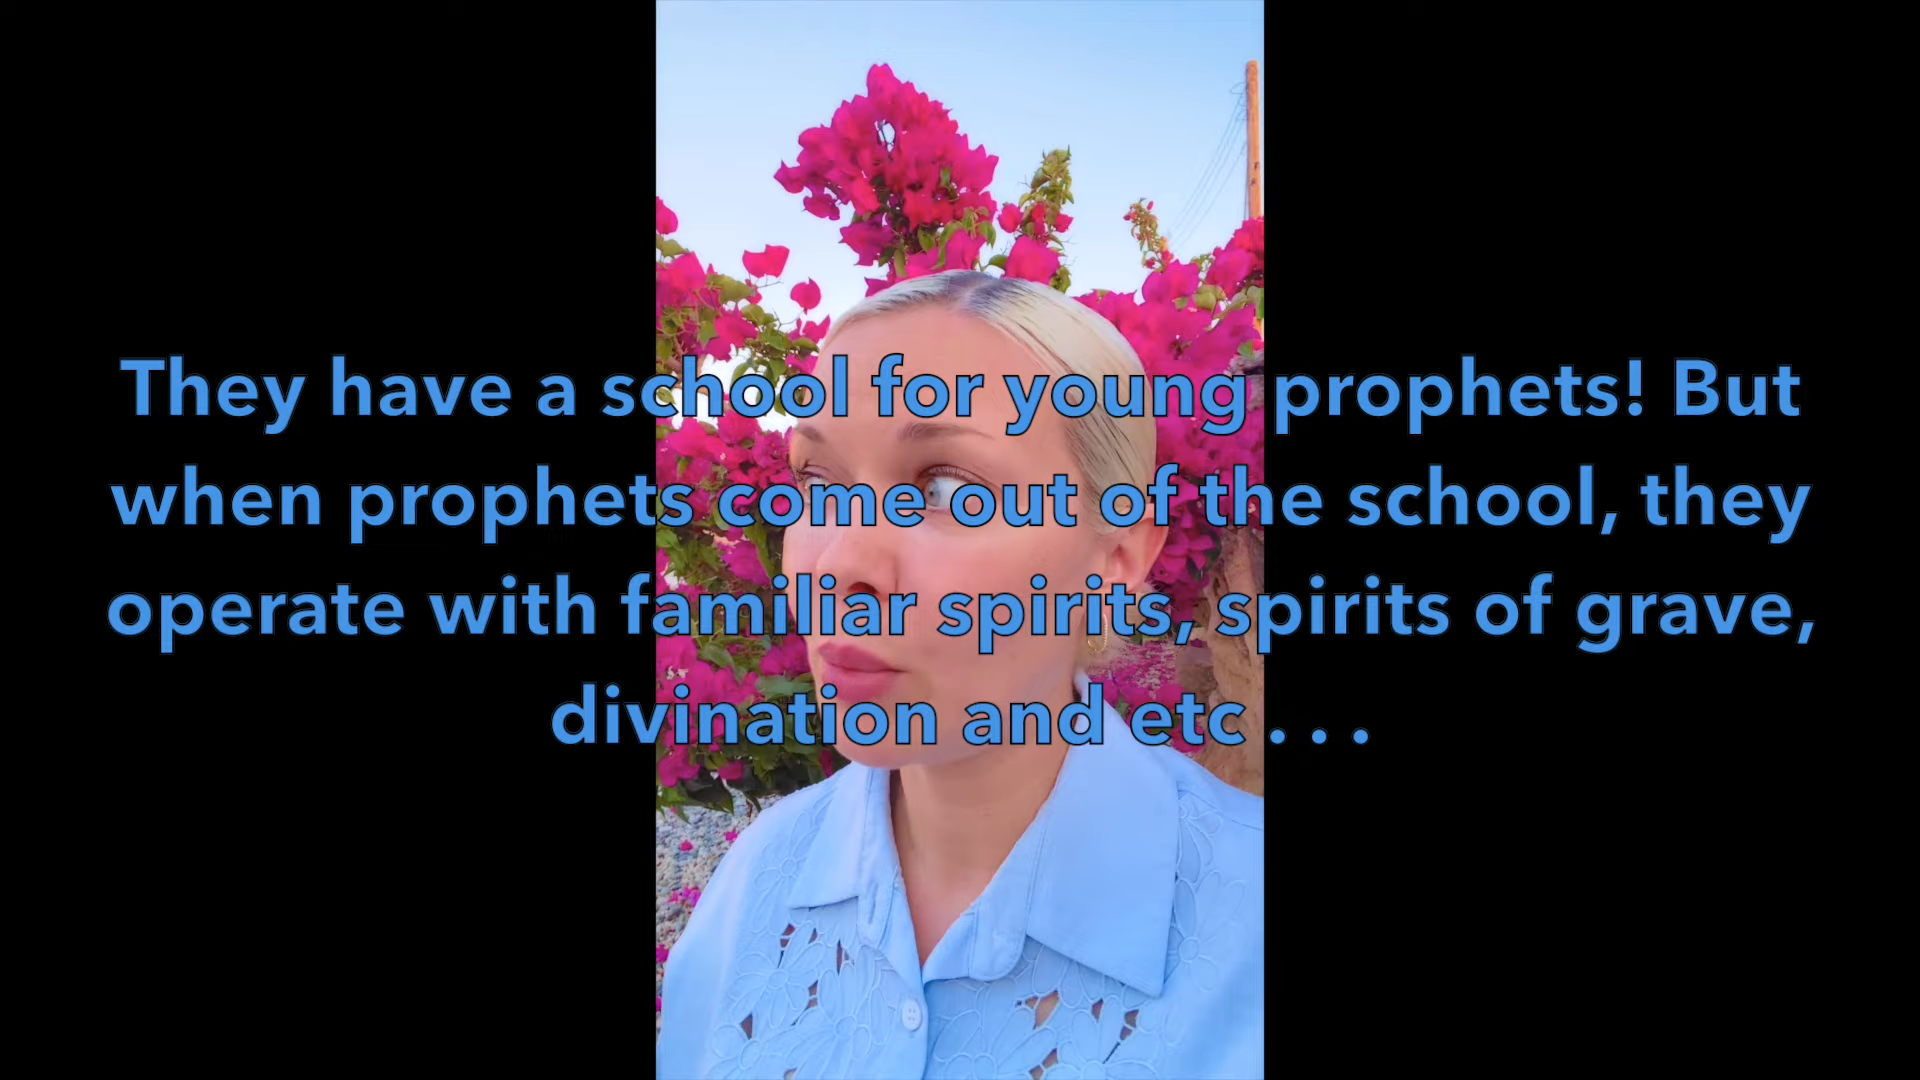 They have a school for young prophets! But
when prophets come out of the school, they
operate with familiar spirits, spirits of grave,
divination and etc . . .